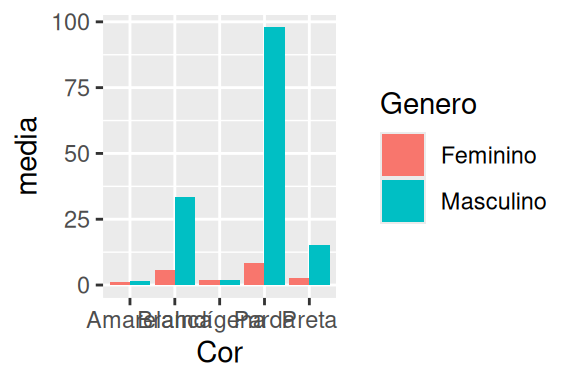 100
75
50
25
0
media
Amarela Branca Indígena Parda Preta
Cor
Genero
Feminino
Masculino